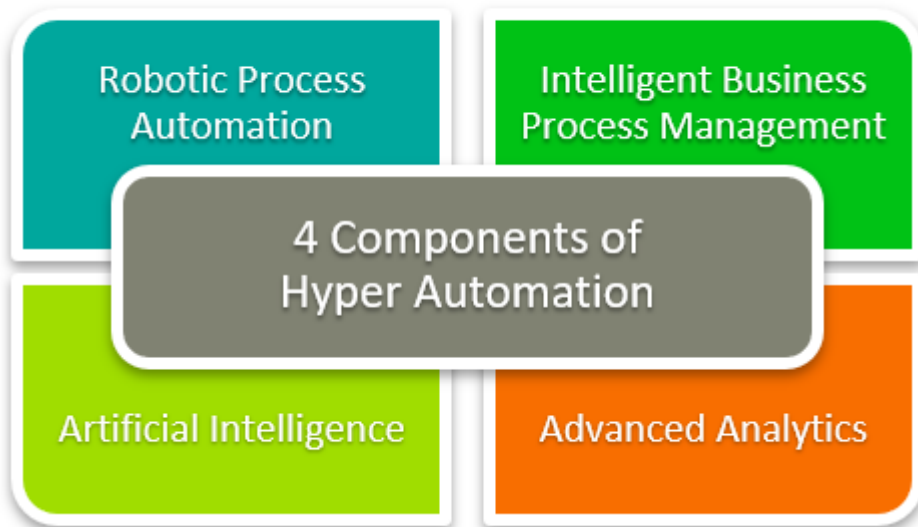 Robotic Process
Automation
Intelligent Business
Process Management
4 Components of
Hyper Automation
Artificial Intelligence
Advanced Analytics